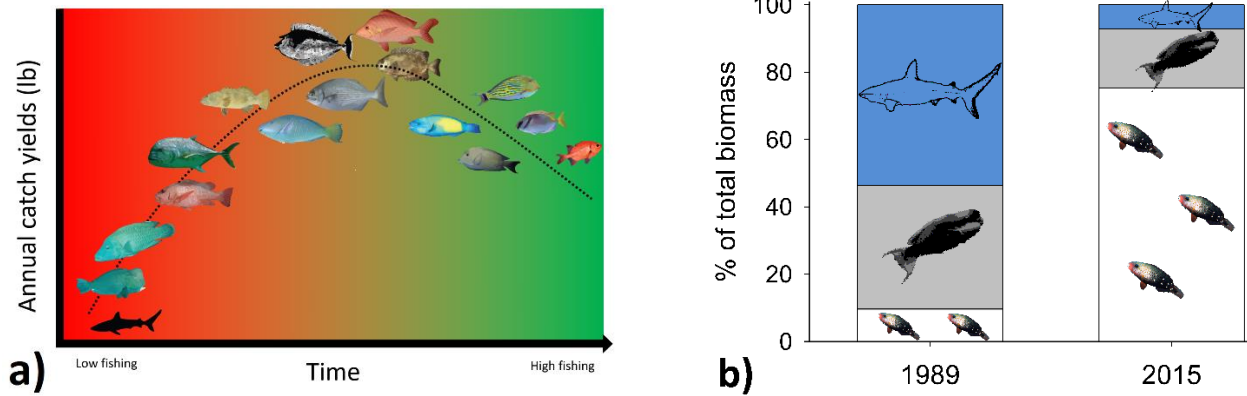 Annual catch yields (lb)
Low fishing
Time
High fishing
a)
% of total biomass
100
80
60
40
20
0
1989
2015
b)